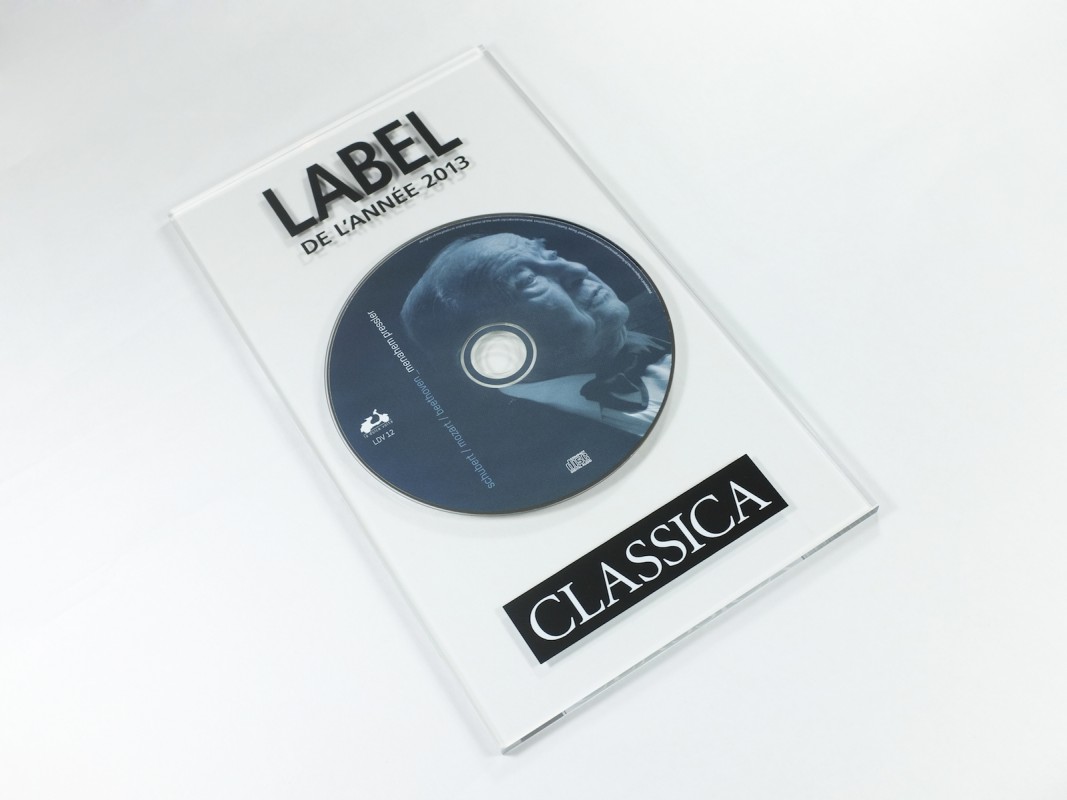 LABEL
DE L'ANNÉE 2013
menahem pressler
schubert / mozart / beethoven _
LDV 12
CLASSICA